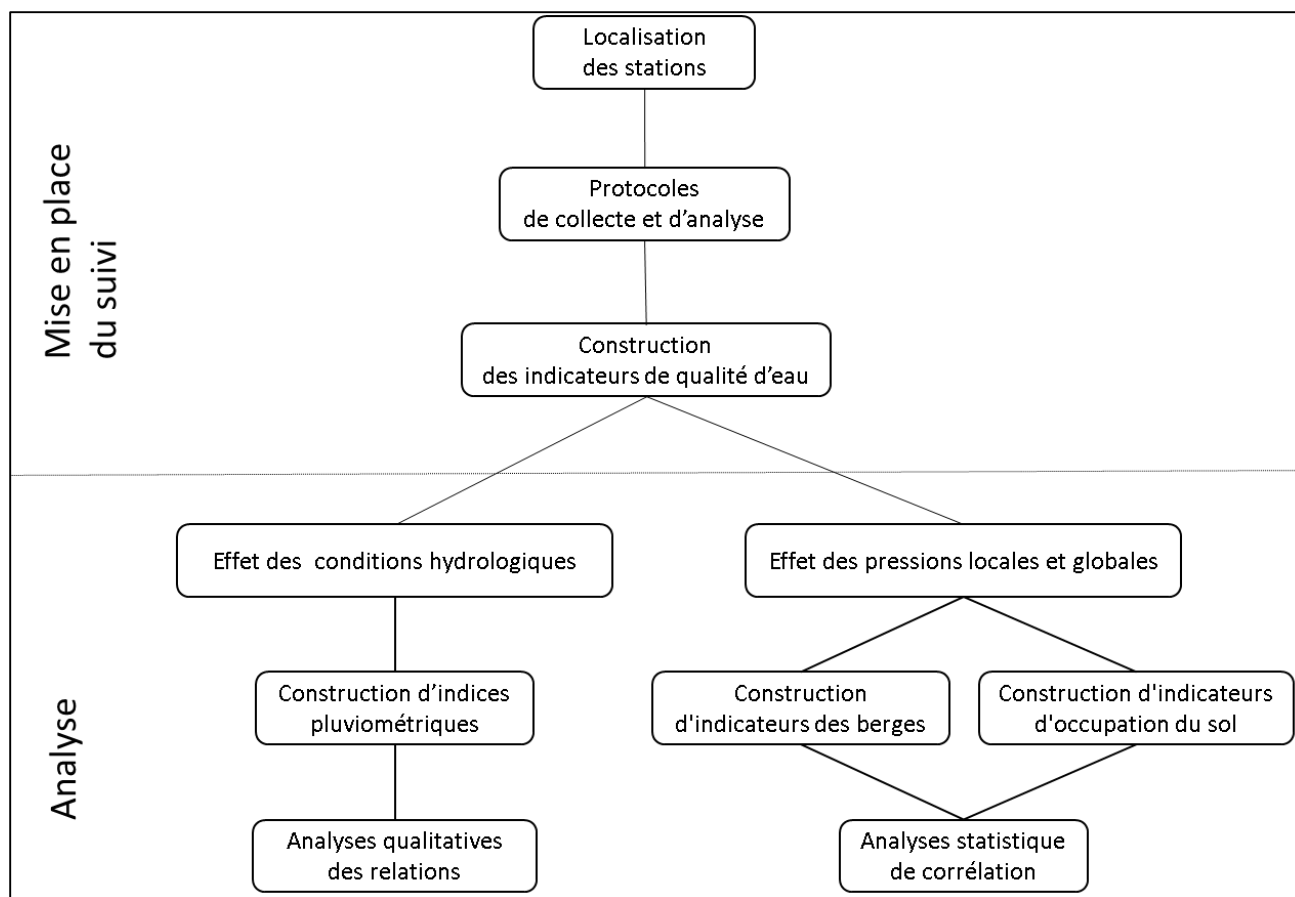 Localisation
des stations
Protocoles
de collecte et d’analyse
Mise en place
du suivi
Construction
des indicateurs de qualité d’eau
Effet des  conditions hydrologiques
Effet des pressions locales et globales
Analyse
Construction d’indices
pluviométriques
Construction
d'indicateurs des berges
Construction d'indicateurs
d'occupation du sol
Analyses qualitatives
des relations
Analyses statistique
de corrélation